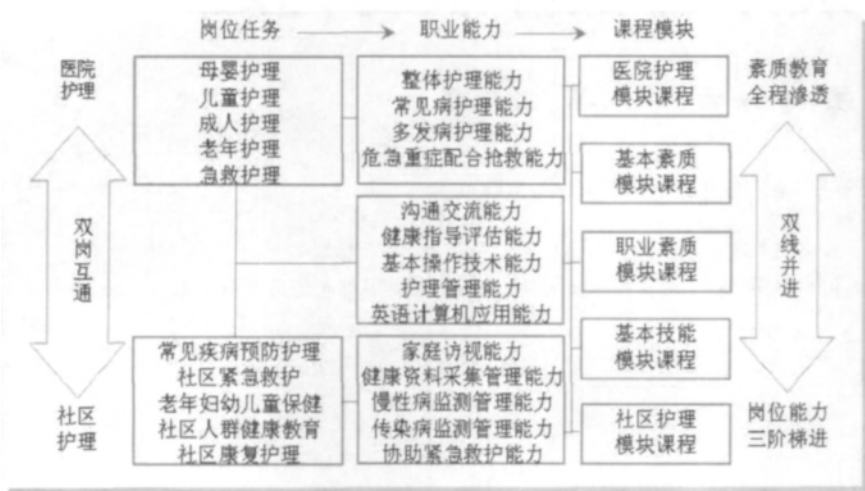 岗位任务 职业能力 课程模块
医院
护理
双岗互通
社区
护理
母婴护理
儿童护理
成人护理
老年护理
急救护理
常见疾病预防护理
社区紧急救护
老年妇幼儿童保健
社区人群健康教育
社区康复护理
整体护理能力
常见病护理能力
多发病护理能力
危急重症配合抢救能力
沟通交流能力
健康指导评估能力
基本操作技术能力
护理管理能力
英语计算机应用能力
家庭访视能力
健康资料采集管理能力
慢性病监测管理能力
传染病监测管理能力
协助紧急救护能力
医院护理
模块课程
基本素质
模块课程
职业素质
模块课程
基本技能
模块课程
社区护理
模块课程
素质教育
全程渗透
双线并进
岗位能力
三阶梯进